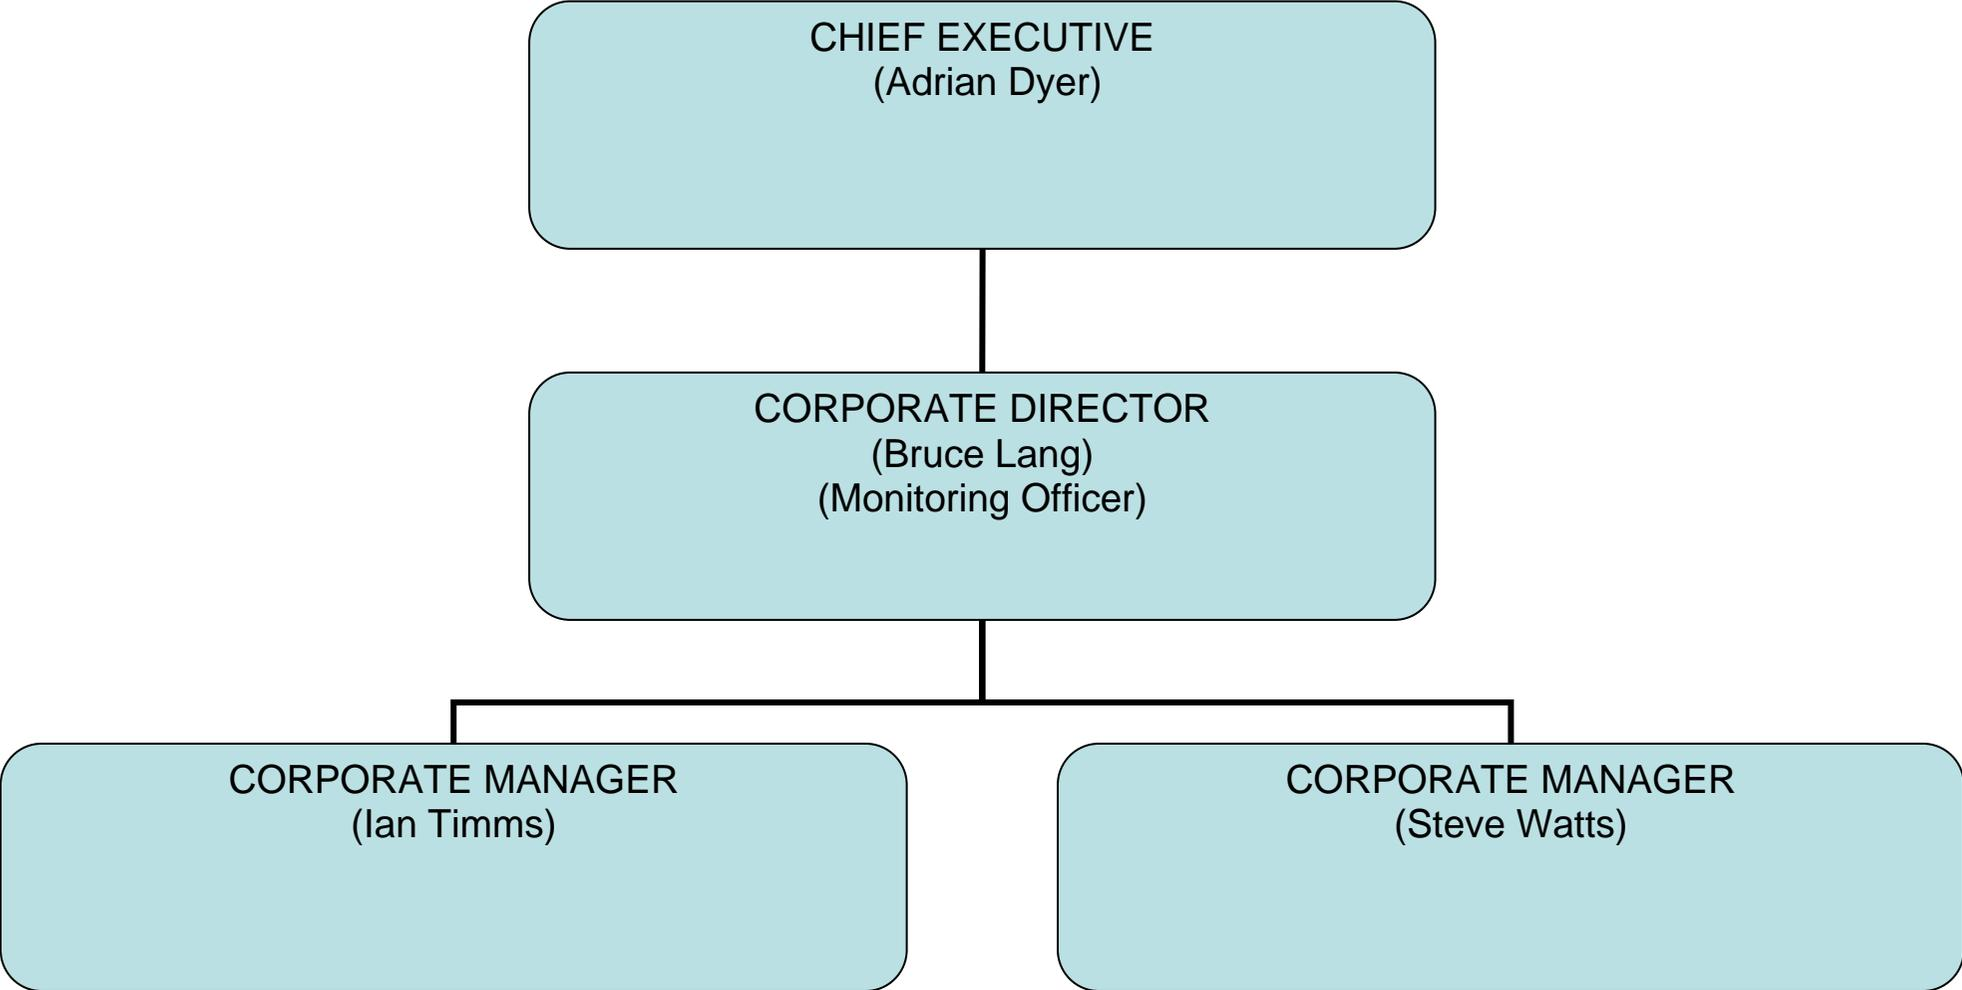 CHIEF EXECUTIVE
(Adrian Dyer)
CORPORATE DIRECTOR
(Bruce Lang)
(Monitoring Officer)
CORPORATE MANAGER
(Ian Timms)
CORPORATE MANAGER
(Steve Watts)